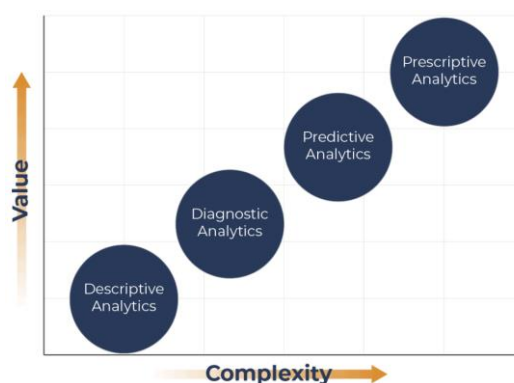 Prescriptive
Analytics
Predictive
Analytics
Diagnostic
Analytics
Descriptive
Analytics
Value
Complexity